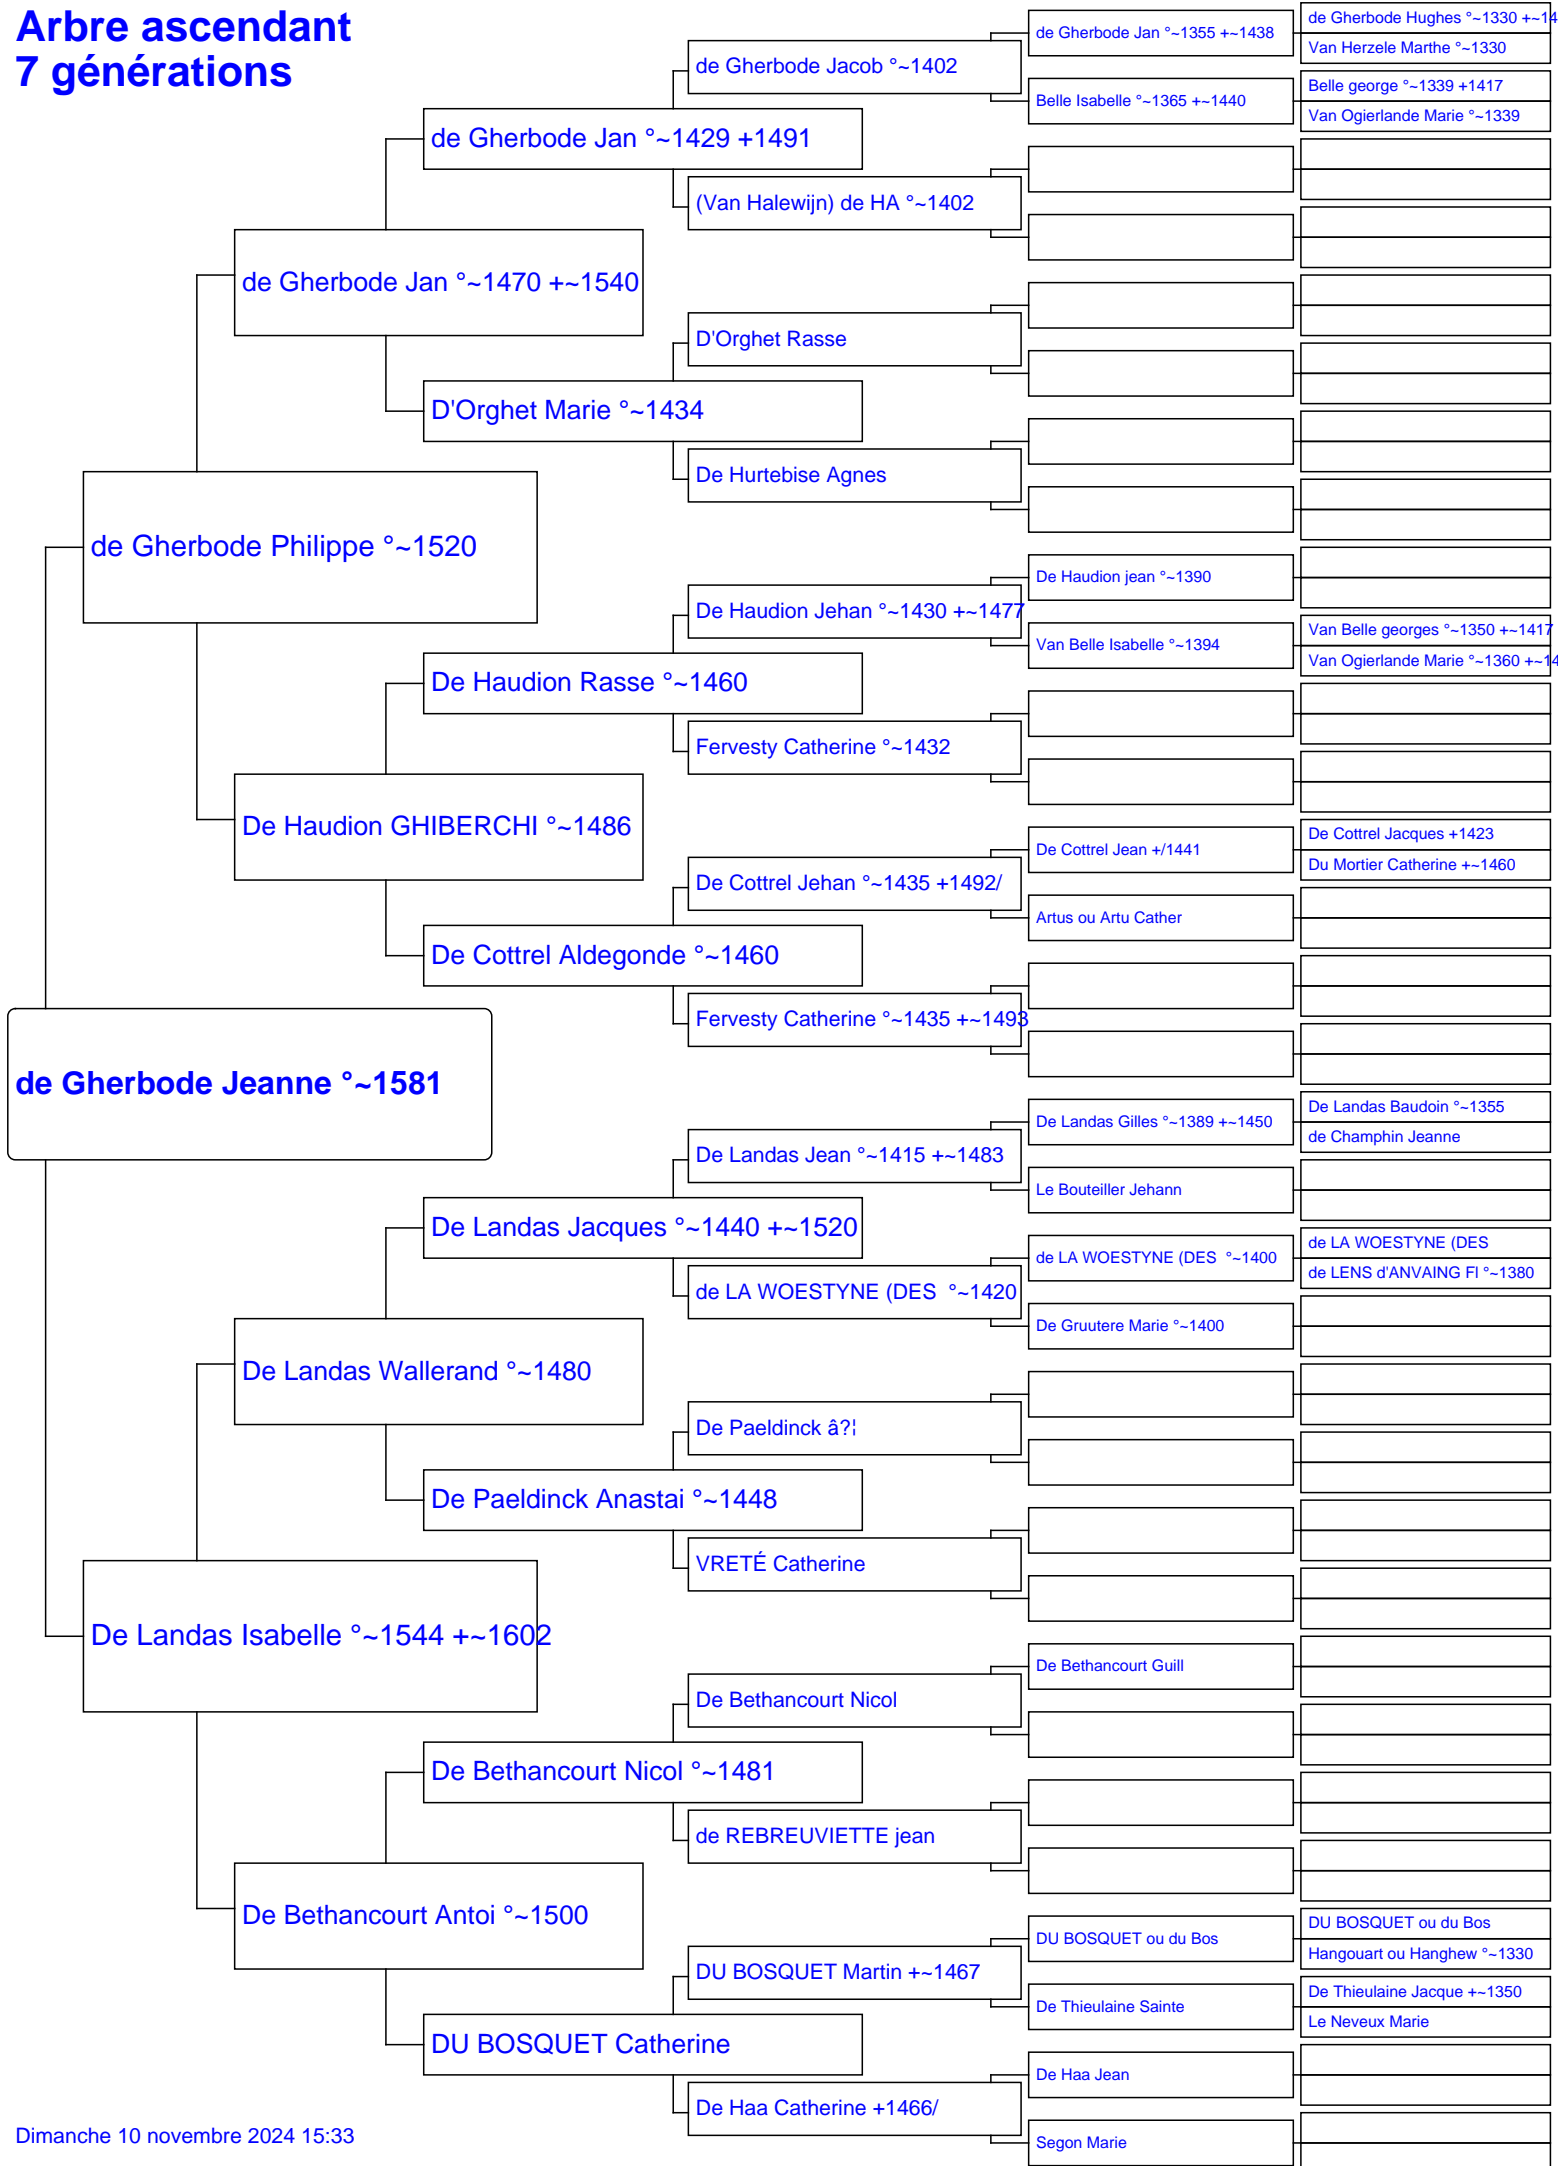 Arbre ascendant
7 générations
de Gherbode Jeanne °~1581
de Gherbode Philippe °~1520
De Landas Isabelle °~1544 +~1602
de Gherbode Jan °~1470 +~1540
De Haudion GHIBERCHI °~1486
De Landas Wallerand °~1480
De Bethancourt Antoi °~1500
de Gherbode Jan °~1429 +1491
D'Orghet Marie °~1434
De Haudion Rasse °~1460
De Cottrel Aldegonde °~1460
De Landas Jacques °~1440 +~1520
De Paeldinck Anastai °~1448
De Bethancourt Nicol °~1481
DU BOSQUET Catherine
de Gherbode Jacob °~1402
(Van Halewijn) de HA °~1402
D'Orghet Rasse
De Hurtebise Agnes
De Haudion Jehan °~1430 +~1477
Fervesty Catherine °~1432
De Cottrel Jehan °~1435 +1492/
Fervesty Catherine °~1435 +~1493
De Landas Jean °~1415 +~1483
de LA WOESTYNE (DES °~1420
De Paeldinck â?¦
VRETÉ Catherine
De Bethancourt Nicol
de REBREUVIETTE jean
DU BOSQUET Martin +~1467
De Haa Catherine +1466/
de Gherbode Jan °~1355 +~1438
Belle Isabelle °~1365 +~1440
De Haudion jean °~1390
Van Belle Isabelle °~1394
De Cottrel Jean +/1441
Artus ou Artu Cather
De Landas Gilles °~1389 +~1450
Le Bouteiller Jehann
de LA WOESTYNE (DES °~1400
De Gruutere Marie °~1400
De Bethancourt Guill
DU BOSQUET ou du Bos
De Thieulaine Sainte
De Haa Jean
Segon Marie
de Gherbode Hughes °~1330 +~14
Van Herzele Marthe °~1330
Belle george °~1339 +1417
Van Ogierlande Marie °~1339
Van Belle georges °~1350 +~1417
Van Ogierlande Marie °~1360 +~14
De Cottrel Jacques +1423
Du Mortier Catherine +~1460
De Landas Baudoin °~1355
de Champhin Jeanne
de LA WOESTYNE (DES
de LENS d'ANVAING Fl °~1380
DU BOSQUET ou du Bos
Hangouart ou Hanghew °~1330
De Thieulaine Jacque +~1350
Le Neveux Marie
Dimanche 10 novembre 2024 15:33